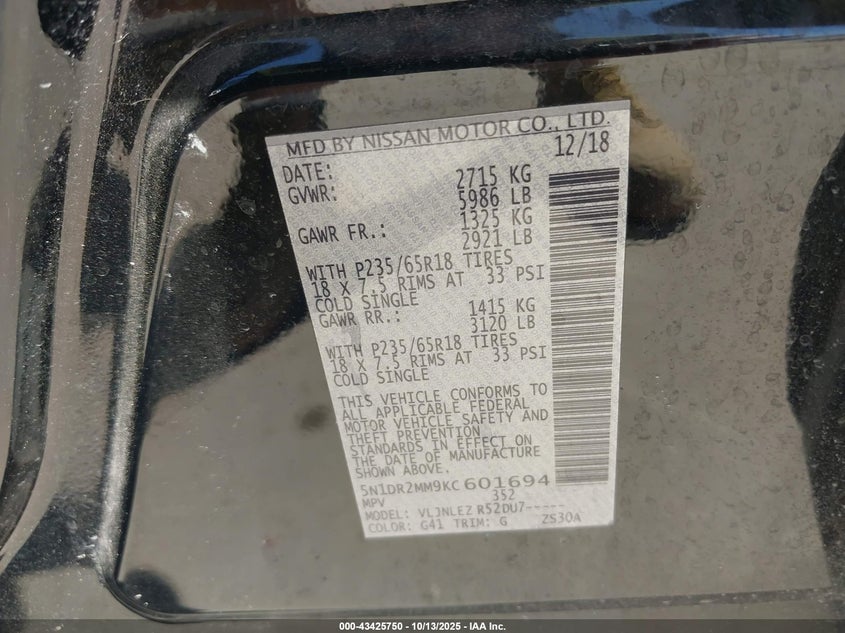 MFD BY NISSAN MOTOR CO., LTD.
DATE: 12/18
GVWR: 2715 KG
5986 LB
GAWR FR.: 1325 KG
2921 LB
WITH P235/65R18 TIRES
18 X 7.5 RIMS AT 33 PSI
COLD SINGLE
GAWR RR.: 1415 KG
3120 LB
WITH P235/65R18 TIRES
18 X 7.5 RIMS AT 33 PSI
COLD SINGLE
THIS VEHICLE CONFORMS TO
ALL APPLICABLE FEDERAL
MOTOR VEHICLE SAFETY AND
THEFT PREVENTION
STANDARDS IN EFFECT ON
THE DATE OF MANUFACTURE
SHOWN ABOVE.
5N1DR2MM9KC601694
MPV 352
MODEL: VLJNLEZ R52DU7-----
COLOR: G41 TRIM: G ZS30A
000-43425750 - 10/13/2025 - IAA Inc.